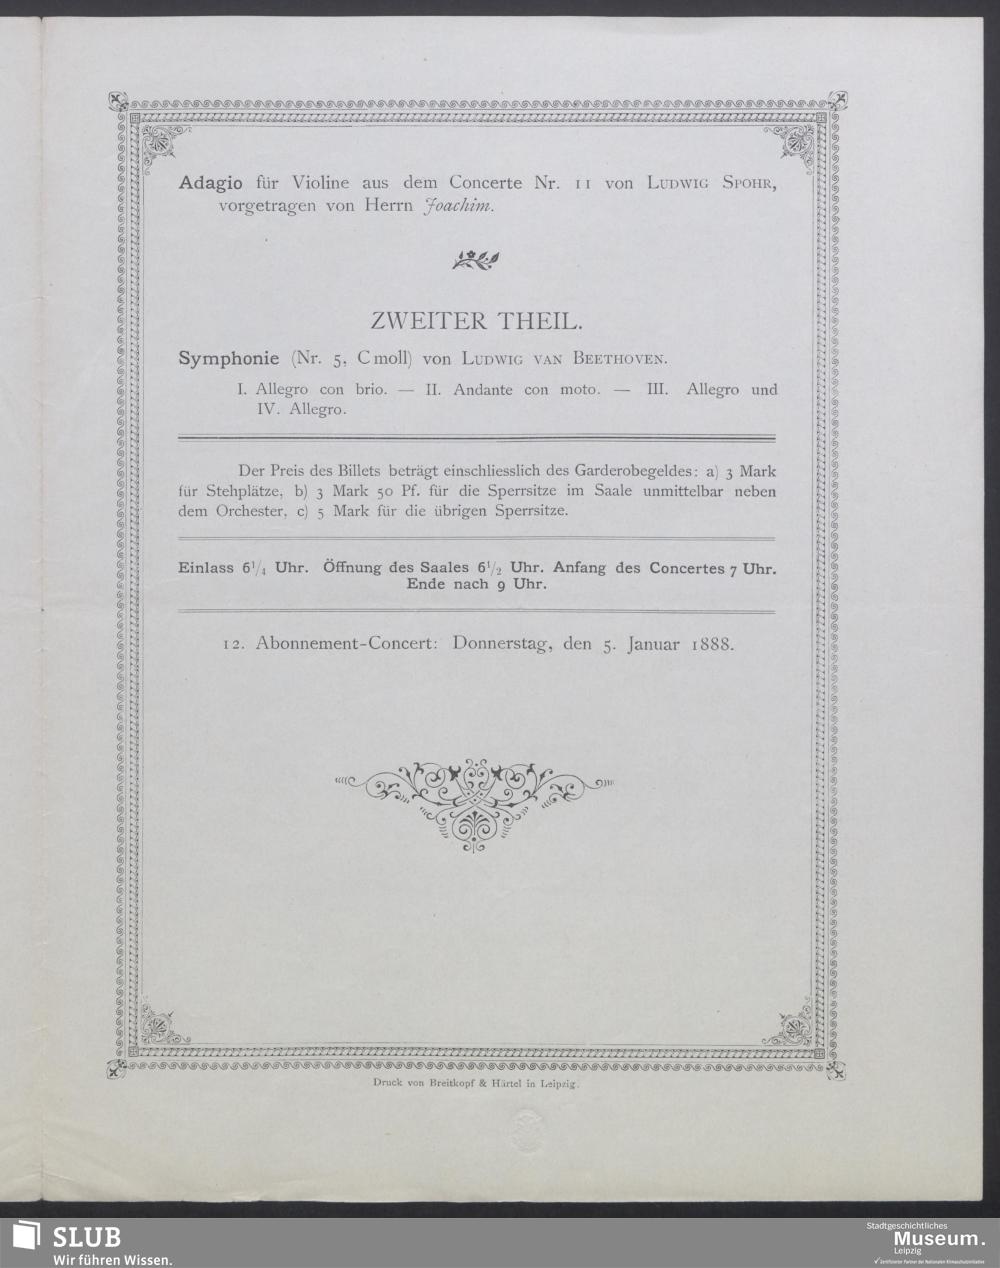 Adagio für Violine aus dem Concerte Nr. 11 von Ludwig Spohr,
vorgetragen von Herrn Joachim.
ZWEITER THEIL.
Symphonie (Nr. 5, C moll) von Ludwig van Beethoven.
I. Allegro con brio. — II. Andante con moto. — III. Allegro und
IV. Allegro.
Der Preis des Billets beträgt einschliesslich des Garderobegeldes: a) 3 Mark
für Stehplätze, b) 3 Mark 50 Pf. für die Sperrsitze im Saale unmittelbar neben
dem Orchester, c) 5 Mark für die übrigen Sperrsitze.
Einlass 6¹/₄ Uhr. Öffnung des Saales 6¹/₂ Uhr. Anfang des Concertes 7 Uhr.
Ende nach 9 Uhr.
12. Abonnement-Concert: Donnerstag, den 5. Januar 1888.
Druck von Breitkopf & Härtel in Leipzig.
SLUB
Wir führen Wissen.
Stadtgeschichtliches
Museum.
Leipzig
Zertifizierter Partner der Nationalen Klimaschutzinitiative